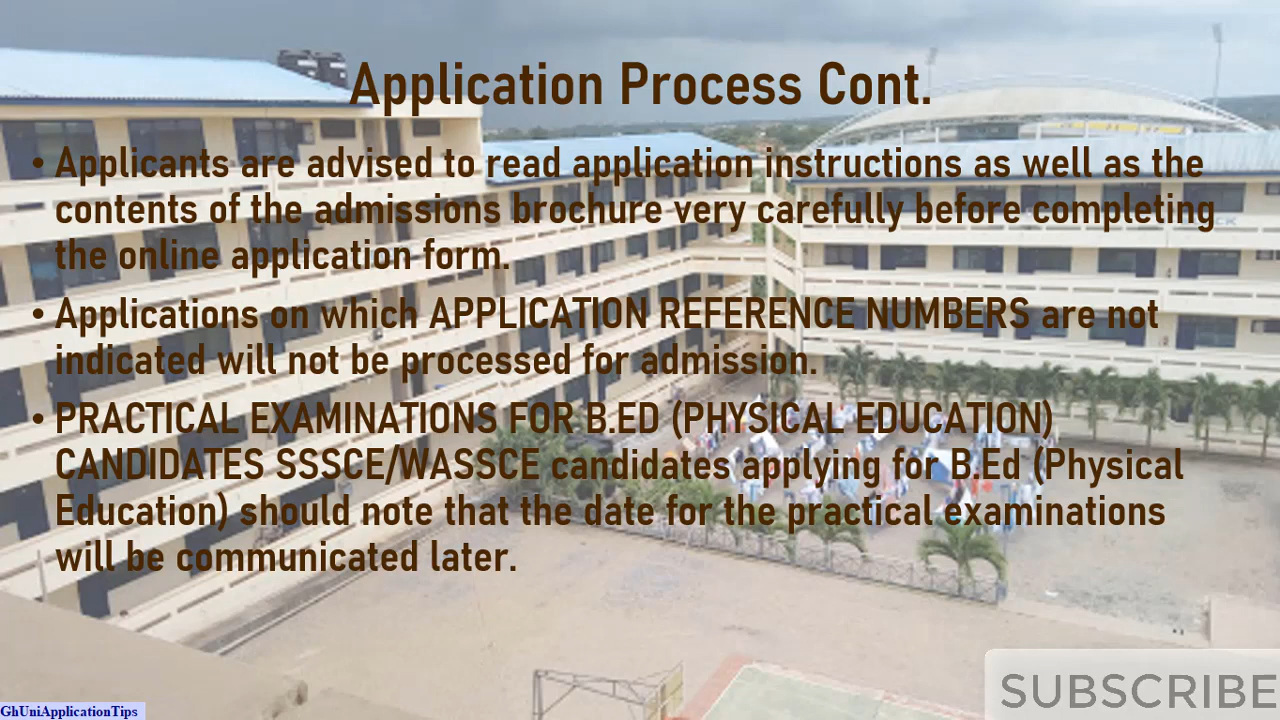 Application Process Cont.
• Applicants are advised to read application instructions as well as the
contents of the admissions brochure very carefully before completing
the online application form.
• Applications on which APPLICATION REFERENCE NUMBERS are not
indicated will not be processed for admission.
• PRACTICAL EXAMINATIONS FOR B.ED (PHYSICAL EDUCATION)
CANDIDATES SSSCE/WASSCE candidates applying for B.Ed (Physical
Education) should note that the date for the practical examinations
will be communicated later.
SUBSCRIBE
GhUniApplicationTips